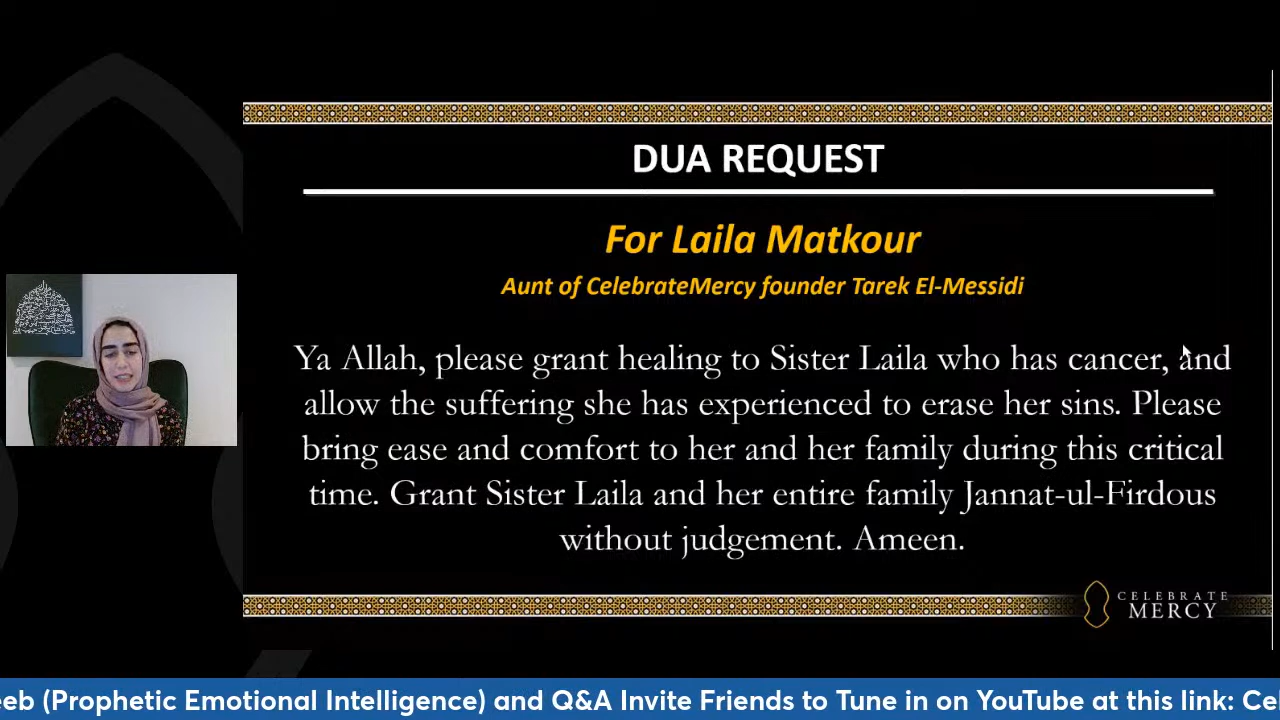 DUA REQUEST
For Laila Matkour
Aunt of CelebrateMercy founder Tarek El-Messidi
Ya Allah, please grant healing to Sister Laila who has cancer, and
allow the suffering she has experienced to erase her sins. Please
bring ease and comfort to her and her family during this critical
time. Grant Sister Laila and her entire family Jannat-ul-Firdous
without judgement. Ameen.
CELEBRATE
MERCY
eeb (Prophetic Emotional Intelligence) and Q&A Invite Friends to Tune in on YouTube at this link: Ce